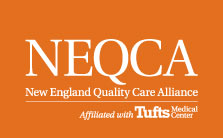 NEQCA
New England Quality Care Alliance
Affiliated with Tufts Medical Center